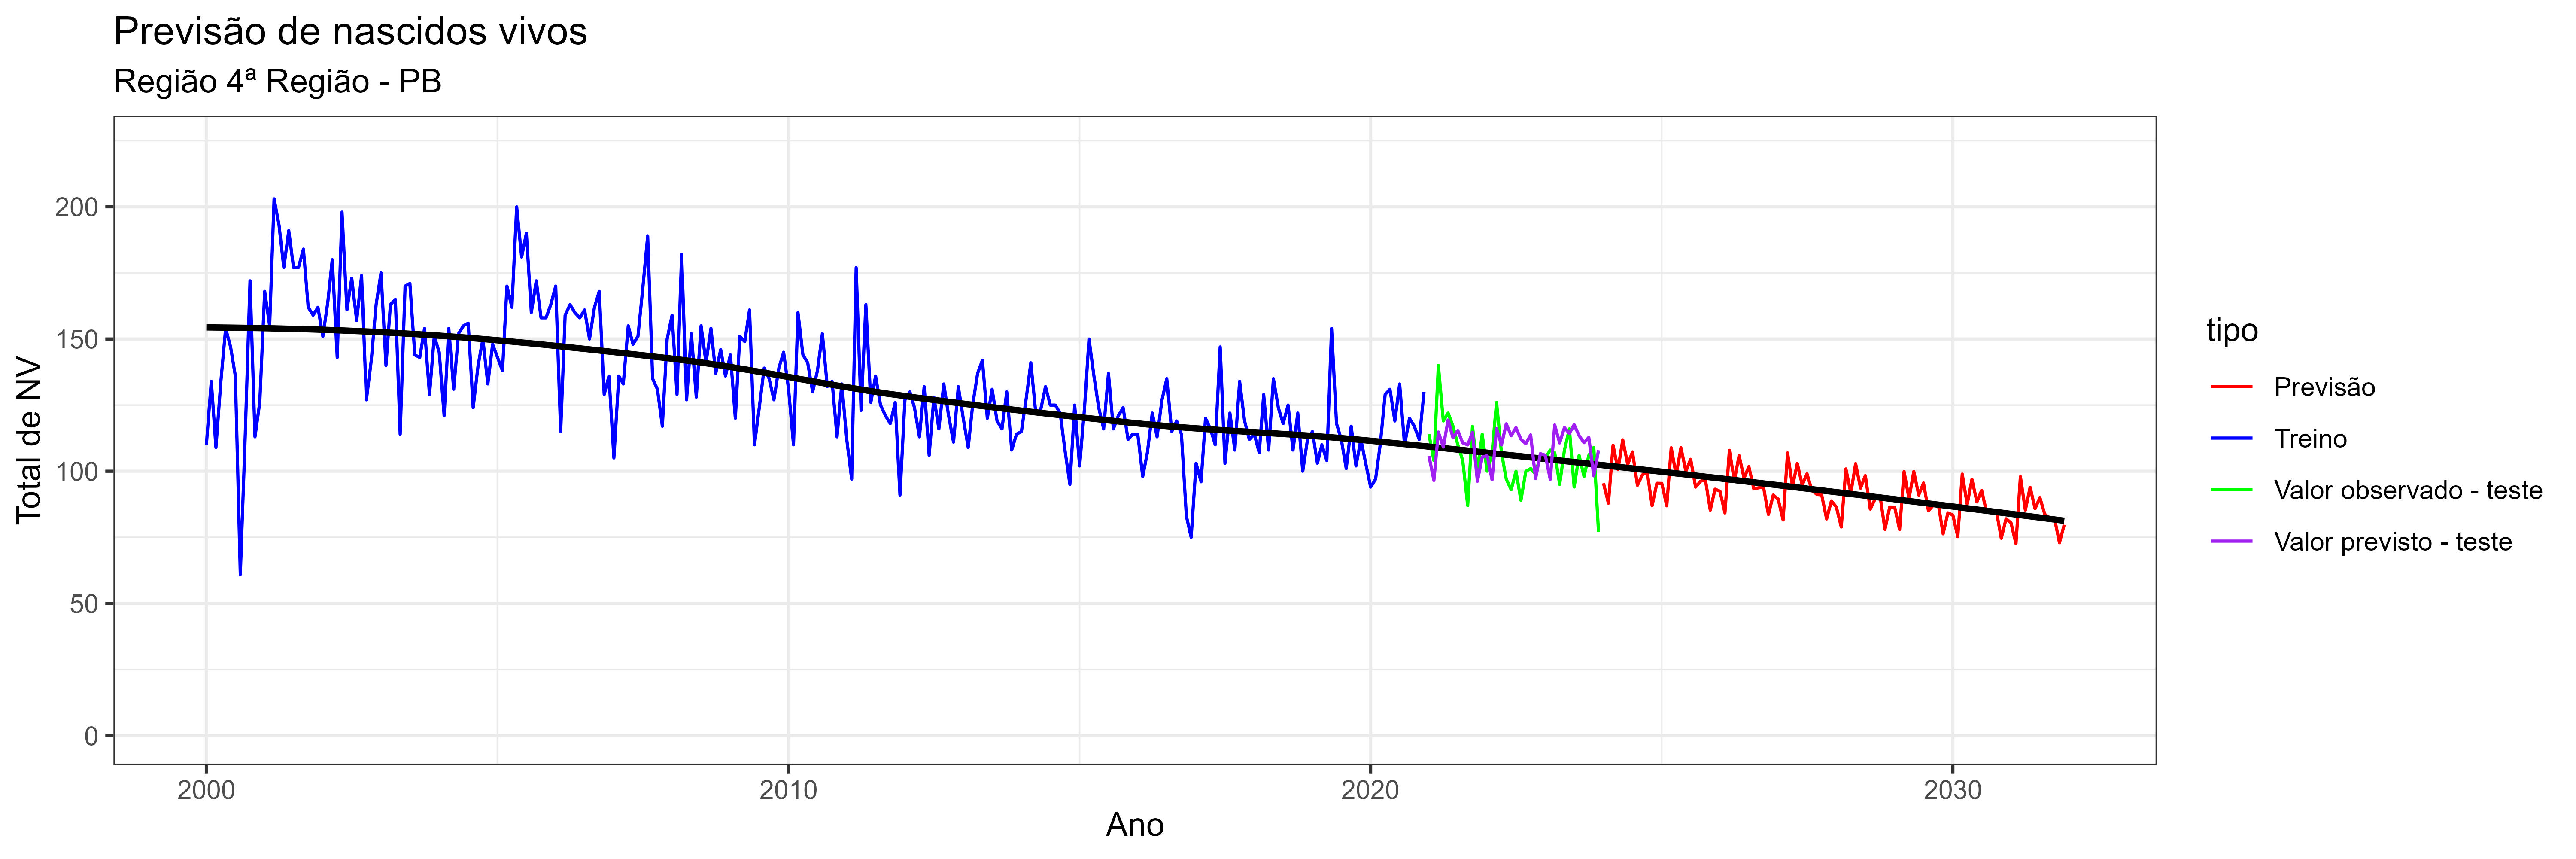 Previsão de nascidos vivos
Região 4ª Região - PB
Total de NV
200
150
100
50
0
2000
2010
2020
2030
Ano
tipo
Previsão
Treino
Valor observado - teste
Valor previsto - teste